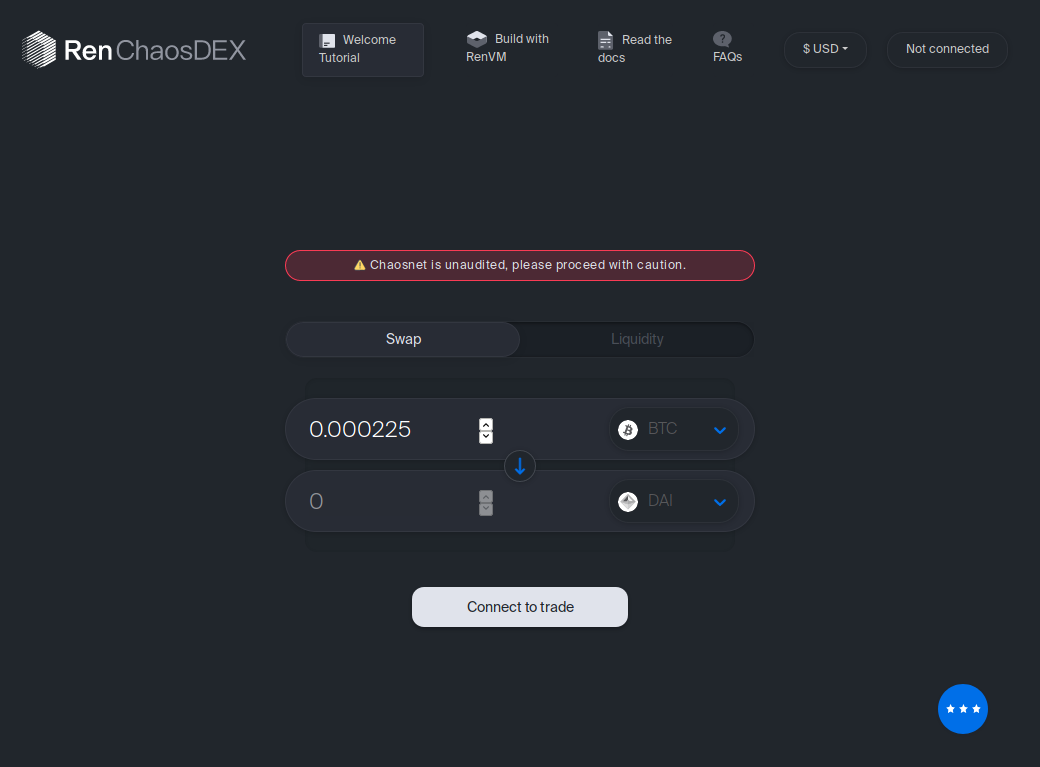 Ren ChaosDEX
Welcome
Tutorial
Build with
RenVM
Read the
docs
FAQs
$ USD
Not connected
⚠ Chaosnet is unaudited, please proceed with caution.
Swap
Liquidity
0.000225
BTC
0
DAI
Connect to trade